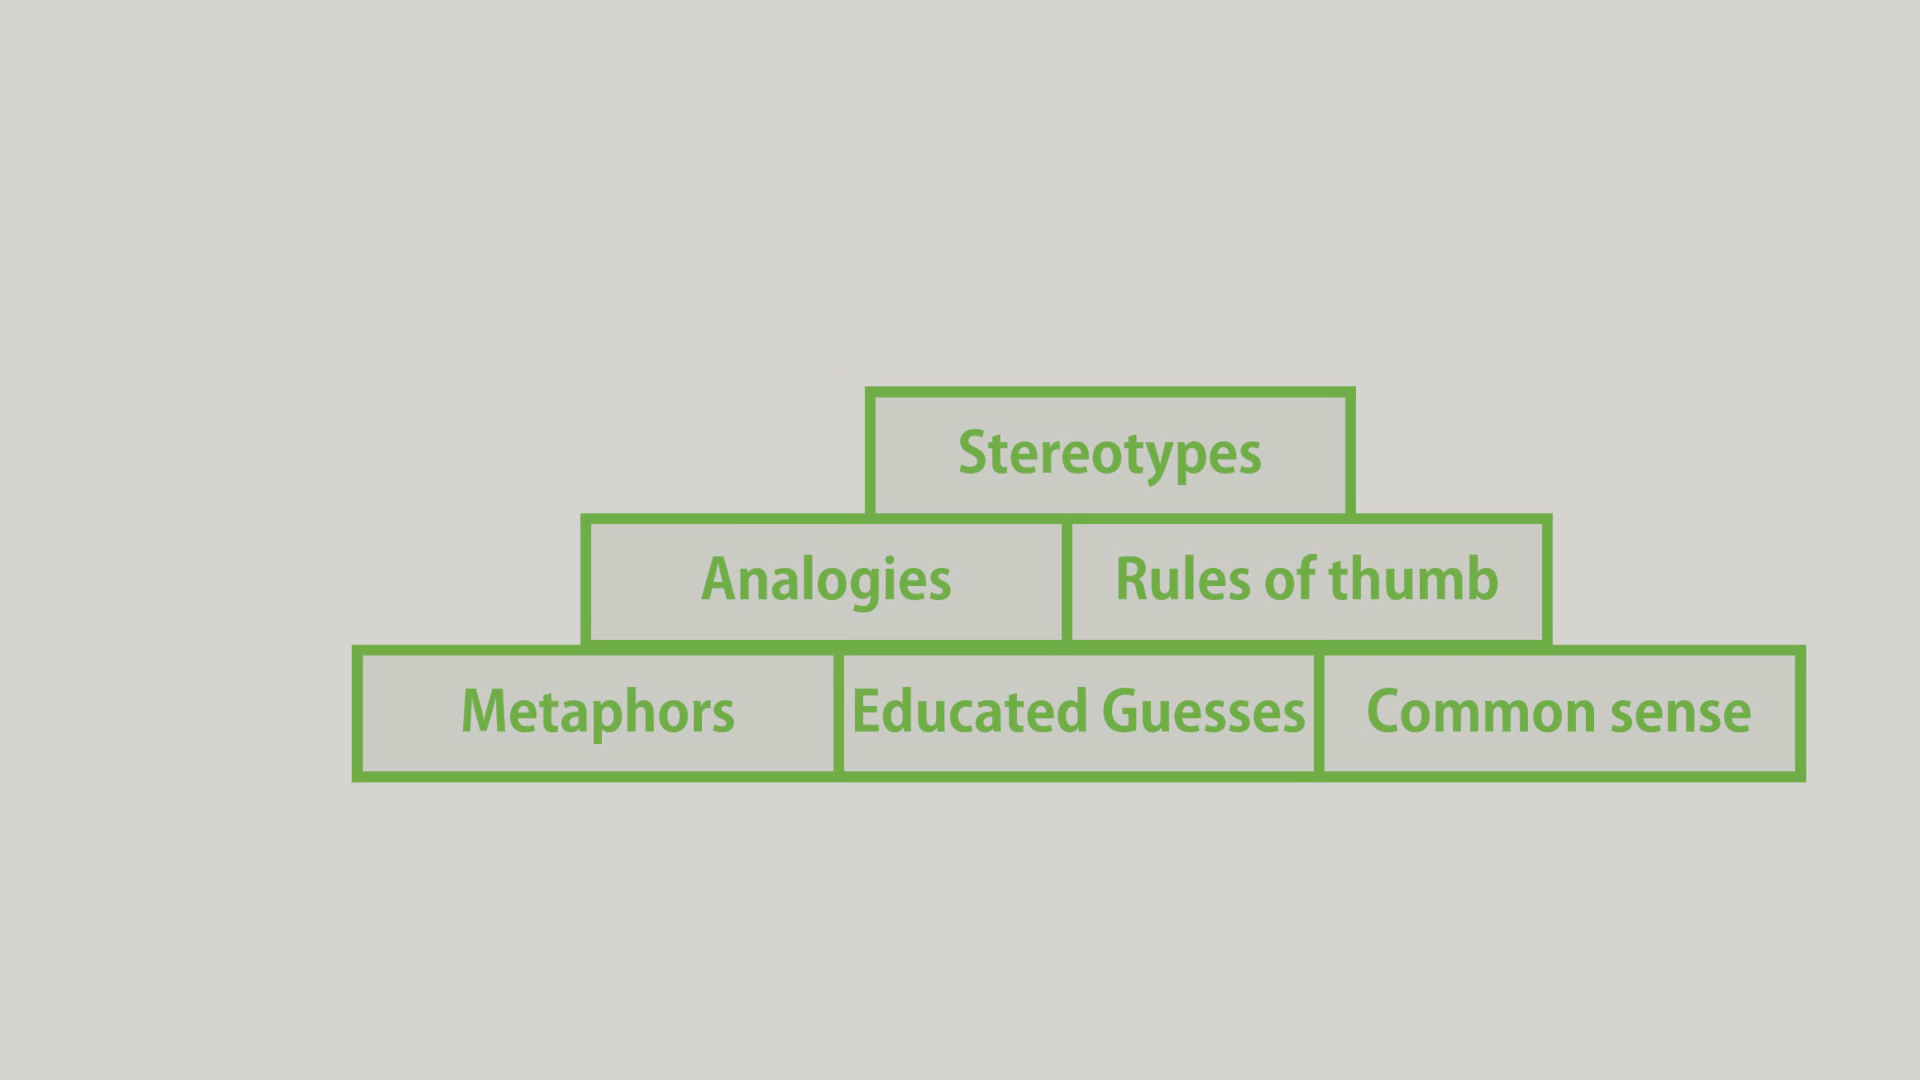 Stereotypes
Analogies
Rules of thumb
Metaphors
Educated Guesses
Common sense